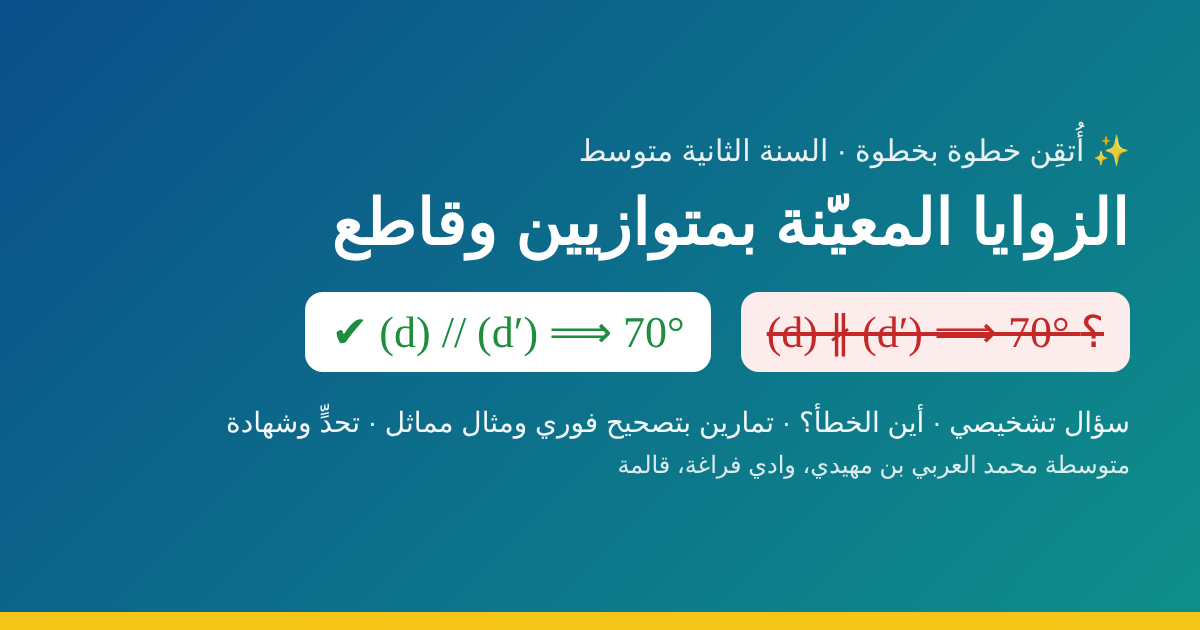 ✨ أُتقِن خطوة بخطوة · السنة الثانية متوسط
الزوايا المعيّنة بمتوازيين وقاطع
(d) ∦ (d′) ⟹ 70° ؟
✔ (d) // (d′) ⟹ 70°
سؤال تشخيصي · أين الخطأ؟ · تمارين بتصحيح فوري ومثال مماثل · تحدٍّ وشهادة
متوسطة محمد العربي بن مهيدي، وادي فراغة، قالمة